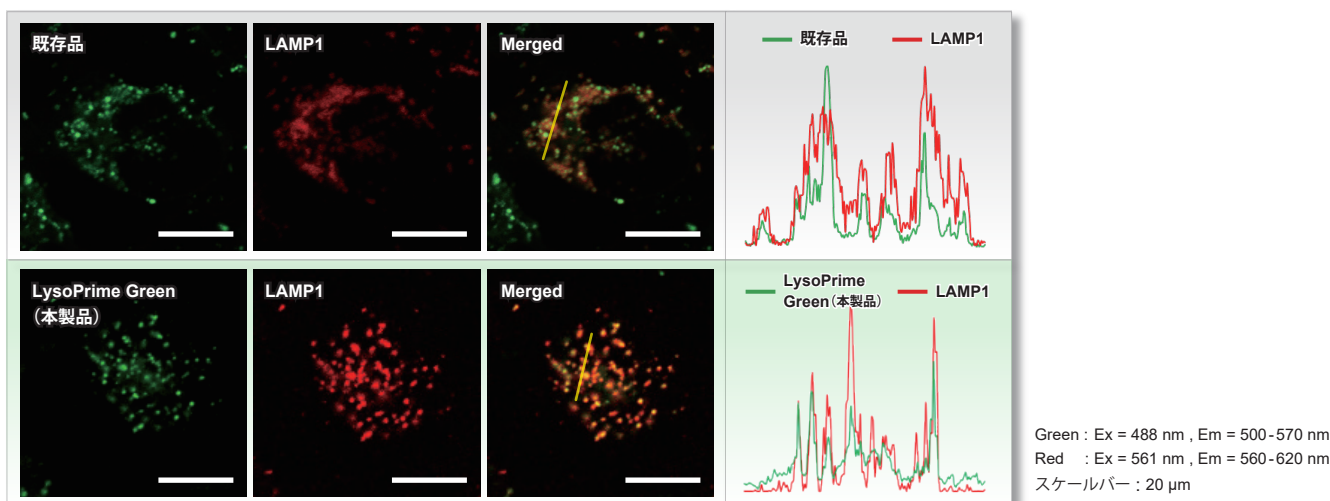 既存品
LAMP1
Merged
既存品
LAMP1
LysoPrime Green
(本製品)
LAMP1
Merged
LysoPrime
Green(本製品)
LAMP1
Green : Ex = 488 nm , Em = 500-570 nm
Red : Ex = 561 nm , Em = 560-620 nm
スケールバー : 20 μm